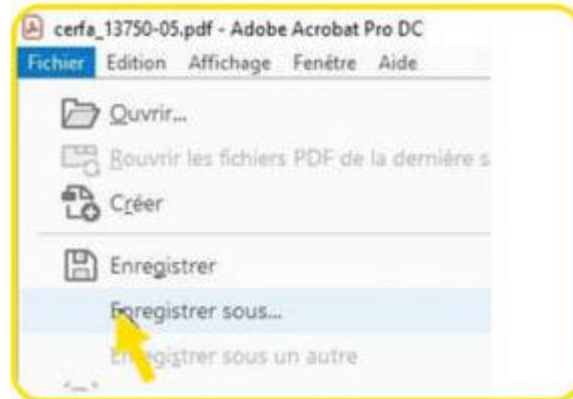 cerfa_13750-05.pdf - Adobe Acrobat Pro DC
Fichier Edition Affichage Fenêtre Aide
Ouvrir...
Rouvrir les fichiers PDF de la dernière s
Créer
Enregistrer
Enregistrer sous...
Enregistrer sous un autre